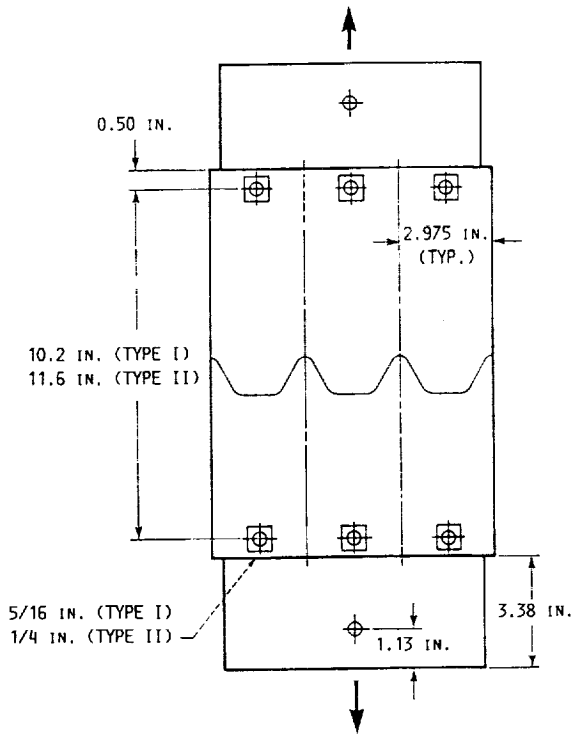 0.50 IN.
2.975 IN.
(TYP.)
10.2 IN. (TYPE I)
11.6 IN. (TYPE II)
5/16 IN. (TYPE I)
1/4 IN. (TYPE II)
3.38 IN.
1.13 IN.